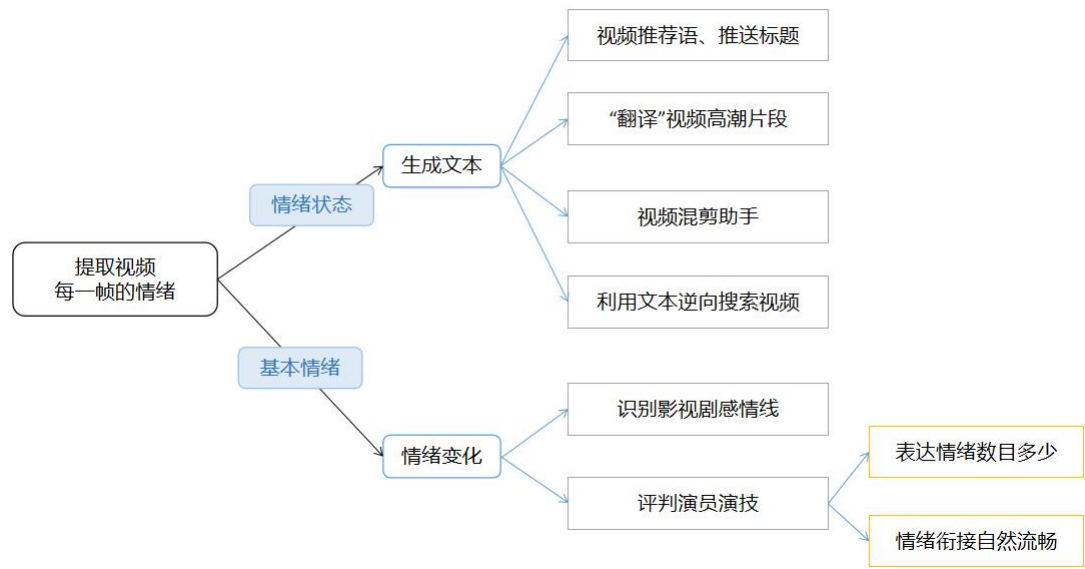 视频推荐语、推送标题
“翻译”视频高潮片段
生成文本
情绪状态
视频混剪助手
提取视频
每一帧的情绪
利用文本逆向搜索视频
基本情绪
识别影视剧感情线
情绪变化
表达情绪数目多少
评判演员演技
情绪衔接自然流畅